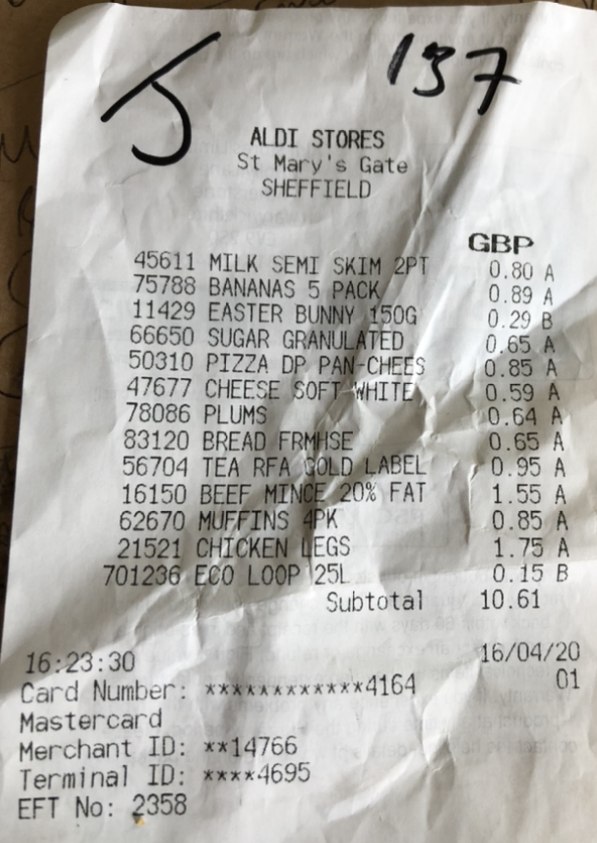 J 137
ALDI STORES
St Mary's Gate
SHEFFIELD
GBP
45611 MILK SEMI SKIM 2PT 0.80 A
75788 BANANAS 5 PACK 0.89 A
11429 EASTER BUNNY 150G 0.29 B
66650 SUGAR GRANULATED 0.65 A
50310 PIZZA DP PAN-CHEES 0.85 A
47677 CHEESE SOFT WHITE 0.59 A
78086 PLUMS 0.64 A
83120 BREAD FRMHSE 0.65 A
56704 TEA RFA GOLD LABEL 0.95 A
16150 BEEF MINCE 20% FAT 1.55 A
62670 MUFFINS 4PK 0.85 A
21521 CHICKEN LEGS 1.75 A
701236 ECO LOOP 25L 0.15 B
Subtotal 10.61
16:23:30 16/04/20
Card Number: ************4164 01
Mastercard
Merchant ID: **14766
Terminal ID: ****4695
EFT No: 2358